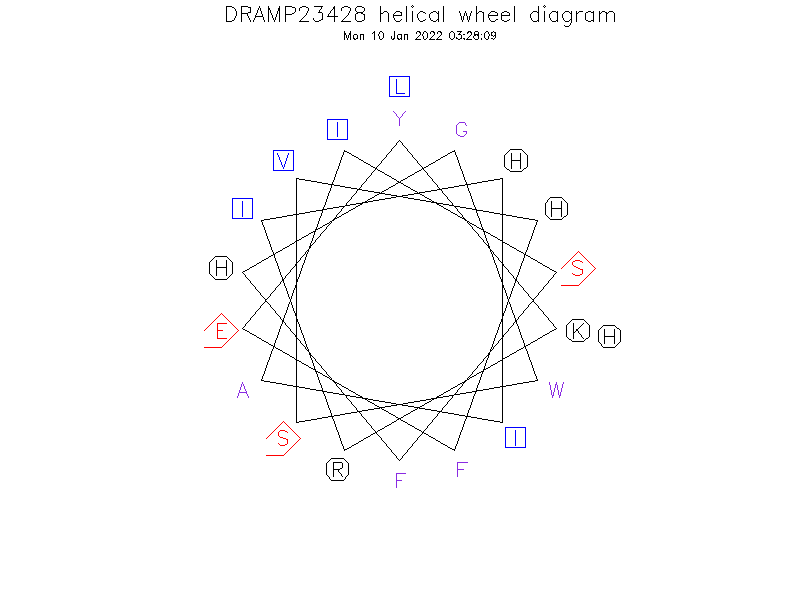 DRAMP23428 helical wheel diagram
Mon 10 Jan 2022 03:28:09
L
I Y G
V H
I H
H S
E K H
A W
S I
R F F